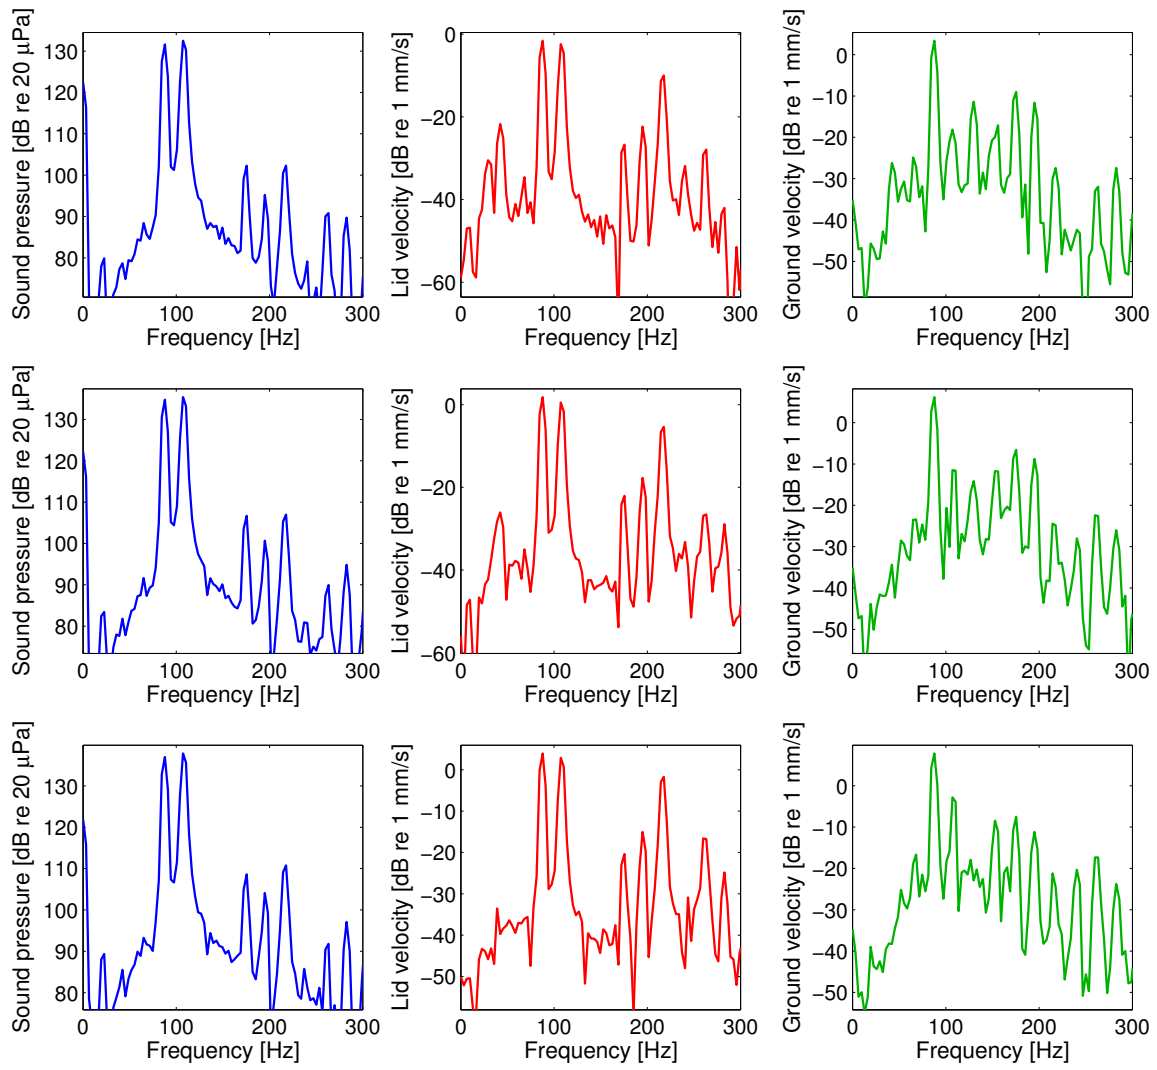 Sound pressure [dB re 20 μPa]
130
120
110
100
90
80
0 100 200 300
Frequency [Hz]
Lid velocity [dB re 1 mm/s]
0
−20
−40
−60
0 100 200 300
Frequency [Hz]
Ground velocity [dB re 1 mm/s]
0
−10
−20
−30
−40
−50
0 100 200 300
Frequency [Hz]
Sound pressure [dB re 20 μPa]
130
120
110
100
90
80
0 100 200 300
Frequency [Hz]
Lid velocity [dB re 1 mm/s]
0
−20
−40
−60
0 100 200 300
Frequency [Hz]
Ground velocity [dB re 1 mm/s]
0
−10
−20
−30
−40
−50
0 100 200 300
Frequency [Hz]
Sound pressure [dB re 20 μPa]
130
120
110
100
90
80
0 100 200 300
Frequency [Hz]
Lid velocity [dB re 1 mm/s]
0
−10
−20
−30
−40
−50
0 100 200 300
Frequency [Hz]
Ground velocity [dB re 1 mm/s]
0
−10
−20
−30
−40
−50
0 100 200 300
Frequency [Hz]